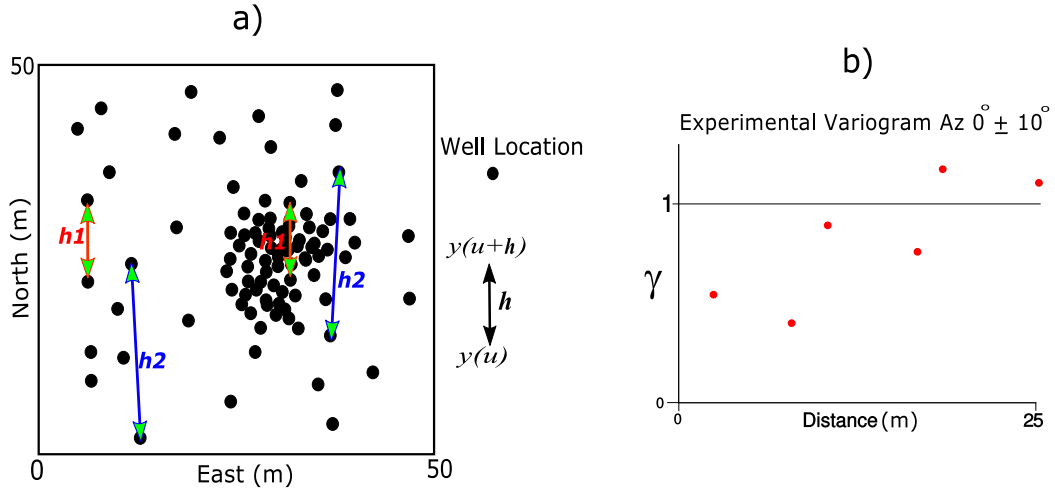 a)
50
North (m)
h1
h2
h1
h2
0
East (m)
50
Well Location
y(u+h)
h
y(u)
b)
Experimental Variogram Az 0° ± 10°
1
γ
0
0
Distance (m)
25